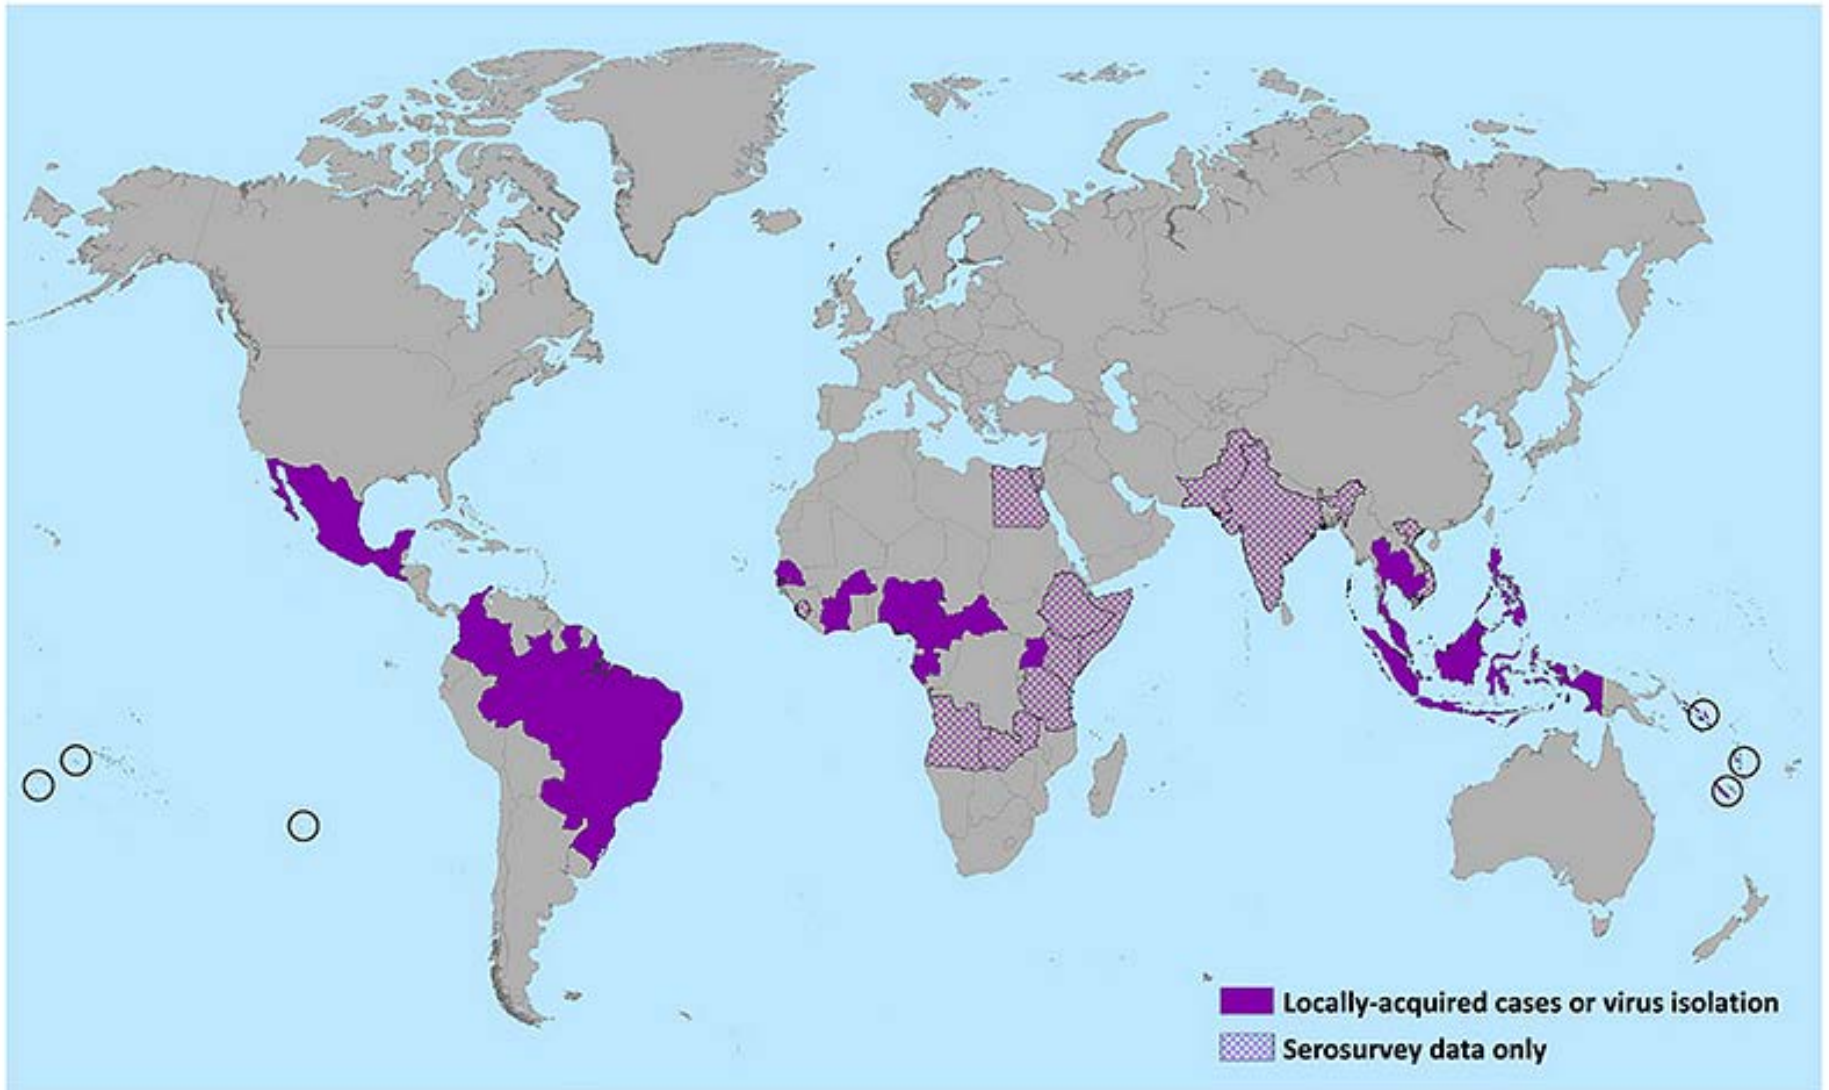 Locally-acquired cases or virus isolation
Serosurvey data only